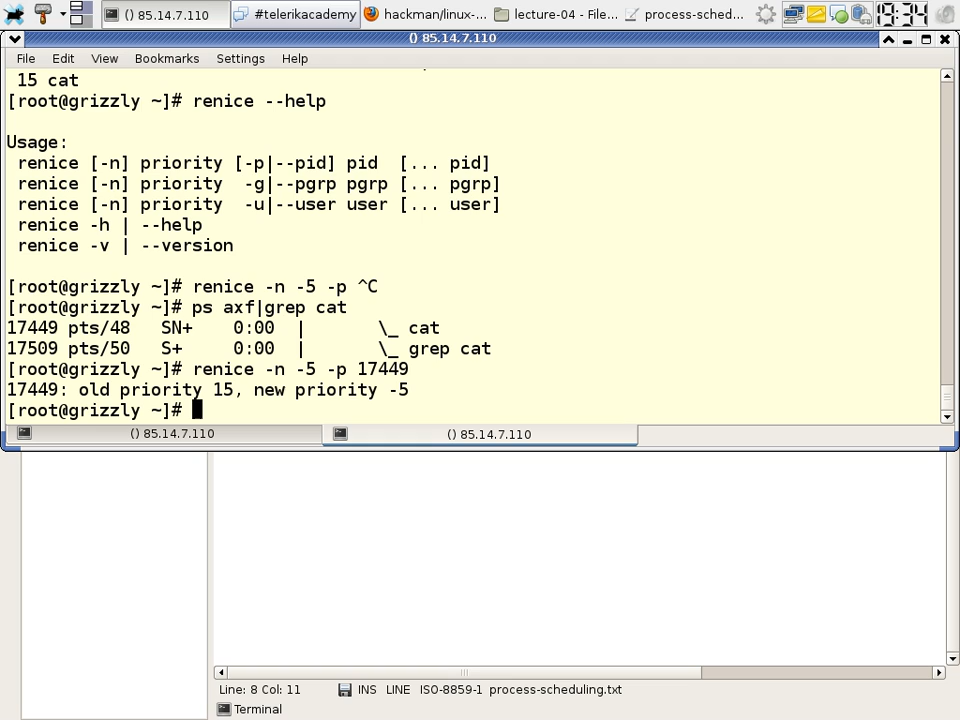 () 85.14.7.110
#telerikacademy
hackman/linux-...
lecture-04 - File...
process-sched...
19:34
() 85.14.7.110
File Edit View Bookmarks Settings Help
15 cat
[root@grizzly ~]# renice --help
Usage:
renice [-n] priority [-p|--pid] pid [... pid]
renice [-n] priority -g|--pgrp pgrp [... pgrp]
renice [-n] priority -u|--user user [... user]
renice -h | --help
renice -v | --version
[root@grizzly ~]# renice -n -5 -p ^C
[root@grizzly ~]# ps axf|grep cat
17449 pts/48 SN+ 0:00 | \_ cat
17509 pts/50 S+ 0:00 | \_ grep cat
[root@grizzly ~]# renice -n -5 -p 17449
17449: old priority 15, new priority -5
[root@grizzly ~]#
() 85.14.7.110
() 85.14.7.110
Line: 8 Col: 11 INS LINE ISO-8859-1 process-scheduling.txt
Terminal